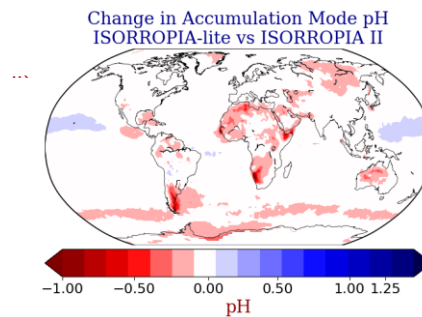 Change in Accumulation Mode pH
ISORROPIA-lite vs ISORROPIA II
−1.00 −0.50 0.00 0.50 1.00 1.25
pH